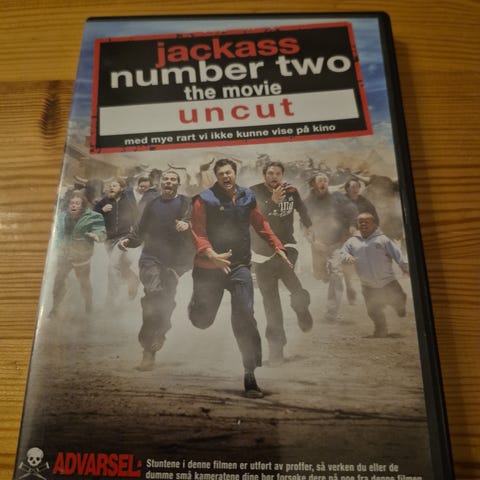 jackass
number two
the movie
uncut
med mye rart vi ikke kunne vise på kino
ADVARSEL: Stuntene i denne filmen er utført av proffer, så verken du eller de
dumme små kameratene dine bør forsøke dere på noe fra denne filmen